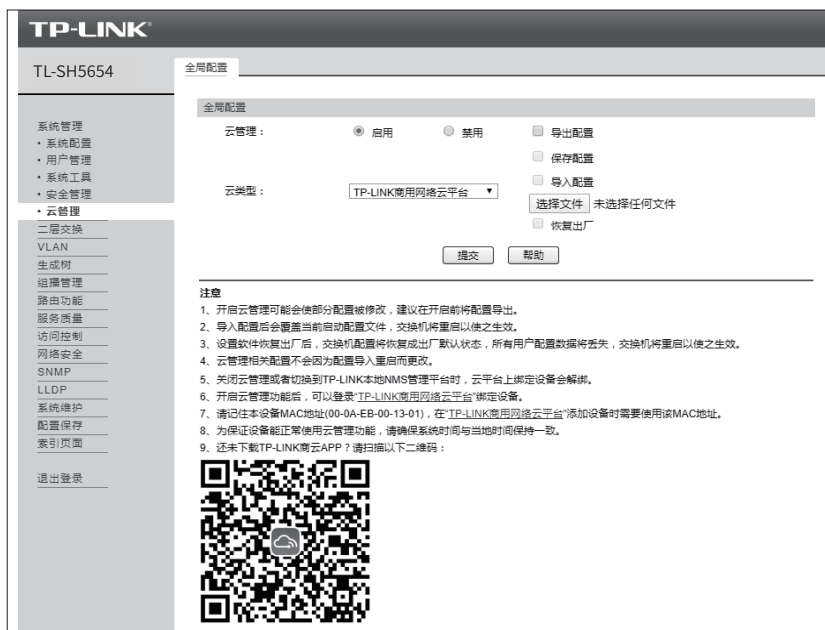 TP-LINK®
TL-SH5654
全局配置
系统管理
• 系统配置
• 用户管理
• 系统工具
• 安全管理
• 云管理
二层交换
VLAN
生成树
组播管理
路由功能
服务质量
访问控制
网络安全
SNMP
LLDP
系统维护
配置保存
索引页面
退出登录
全局配置
云管理： 启用 禁用 导出配置
保存配置
导入配置
云类型： TP-LINK商用网络云平台
选择文件 未选择任何文件
恢复出厂
提交 帮助
注意
1、开启云管理可能会使部分配置被修改，建议在开启前将配置导出。
2、导入配置后会覆盖当前启动配置文件，交换机将重启以使之生效。
3、设置软件恢复出厂后，交换机配置将恢复成出厂默认状态，所有用户配置数据将丢失，交换机将重启以使之生效。
4、云管理相关配置不会因为配置导入重启而更改。
5、关闭云管理或者切换到TP-LINK本地NMS管理平台时，云平台上绑定设备会解绑。
6、开启云管理功能后，可以登录“TP-LINK商用网络云平台”绑定设备。
7、请记住本设备MAC地址(00-0A-EB-00-13-01)，在“TP-LINK商用网络云平台”添加设备时需要使用该MAC地址。
8、为保证设备能正常使用云管理功能，请确保系统时间与当地时间保持一致。
9、还未下载TP-LINK商云APP？请扫描以下二维码：